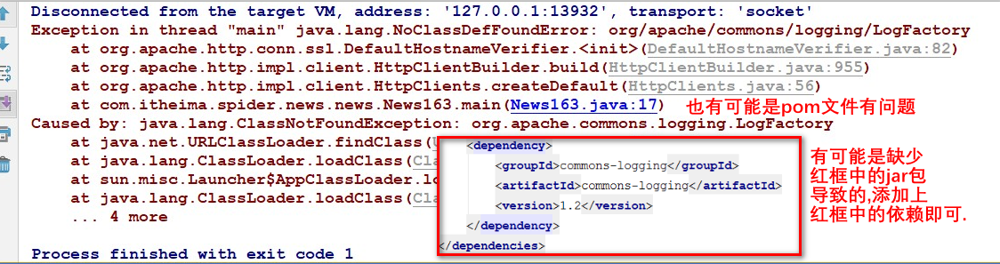 Disconnected from the target VM, address: '127.0.0.1:13932', transport: 'socket'
Exception in thread "main" java.lang.NoClassDefFoundError: org/apache/commons/logging/LogFactory
at org.apache.http.conn.ssl.DefaultHostnameVerifier.<init>(DefaultHostnameVerifier.java:82)
at org.apache.http.impl.client.HttpClientBuilder.build(HttpClientBuilder.java:955)
at org.apache.http.impl.client.HttpClients.createDefault(HttpClients.java:56)
at com.itheima.spider.news.news.News163.main(News163.java:17) 也有可能是pom文件有问题
Caused by: java.lang.ClassNotFoundException: org.apache.commons.logging.LogFactory
at java.net.URLClassLoader.findClass(
at java.lang.ClassLoader.loadClass(Cla
at sun.misc.Launcher$AppClassLoader.lo
at java.lang.ClassLoader.loadClass(Cla
... 4 more
Process finished with exit code 1
<dependency>
<groupId>commons-logging</groupId>
<artifactId>commons-logging</artifactId>
<version>1.2</version>
</dependency>
</dependencies>
有可能是缺少
红框中的jar包
导致的,添加上
红框中的依赖即可.